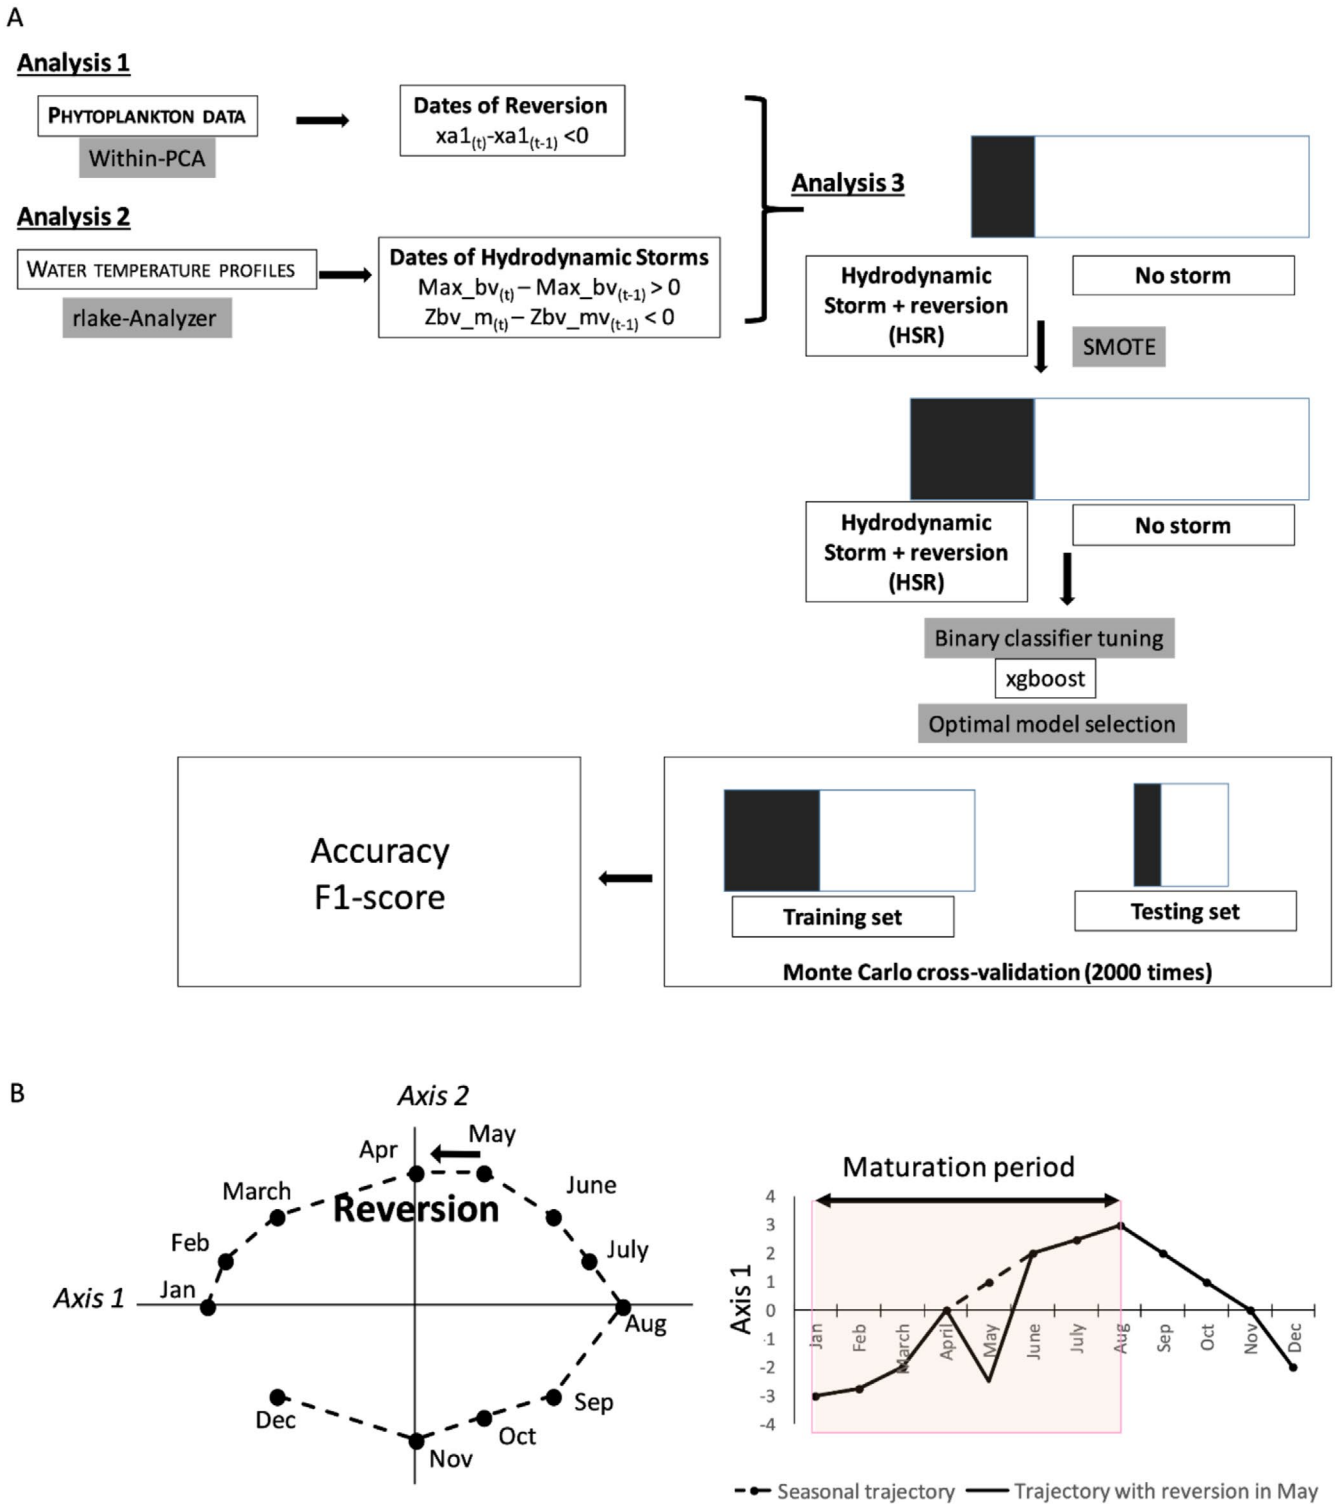 A
Analysis 1
PHYTOPLANKTON DATA
Within-PCA
Dates of Reversion
xa1(t)-xa1(t-1) <0
Analysis 2
WATER TEMPERATURE PROFILES
rlake-Analyzer
Dates of Hydrodynamic Storms
Max_bv(t) – Max_bv(t-1) > 0
Zbv_m(t) – Zbv_mv(t-1) < 0
Analysis 3
Hydrodynamic
Storm + reversion
(HSR)
No storm
SMOTE
Hydrodynamic
Storm + reversion
(HSR)
No storm
Binary classifier tuning
xgboost
Optimal model selection
Training set
Testing set
Monte Carlo cross-validation (2000 times)
Accuracy
F1-score
B
Axis 2
Apr
May
March
Reversion
June
Feb
July
Jan
Axis 1
Aug
Dec
Sep
Oct
Nov
Maturation period
Axis 1
4
3
2
1
0
-1
-2
-3
-4
Jan
Feb
March
April
May
June
July
Aug
Sep
Oct
Nov
Dec
Seasonal trajectory
Trajectory with reversion in May